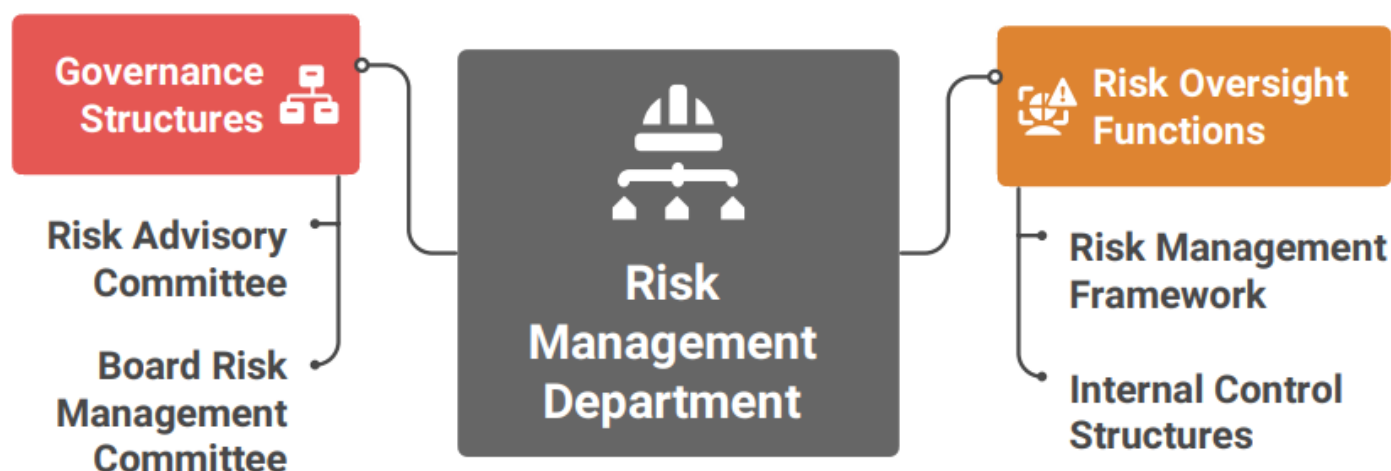 Governance
Structures
Risk Advisory
Committee
Board Risk
Management
Committee
Risk
Management
Department
Risk Oversight
Functions
Risk Management
Framework
Internal Control
Structures